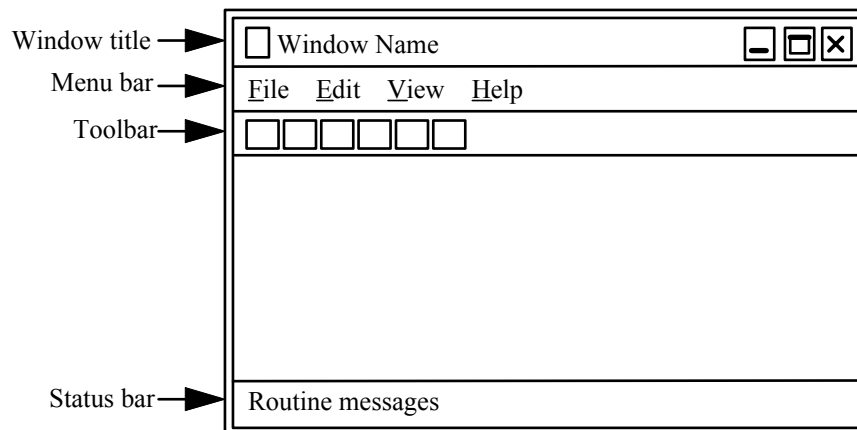 Window title
Window Name
Menu bar
File Edit View Help
Toolbar
Status bar
Routine messages